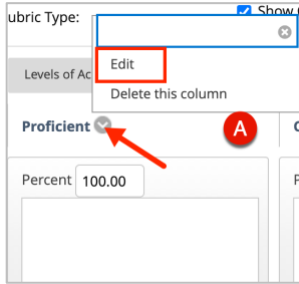 ubric Type:
Show
Edit
Levels of Ac
Delete this column
Proficient
A
Percent 100.00